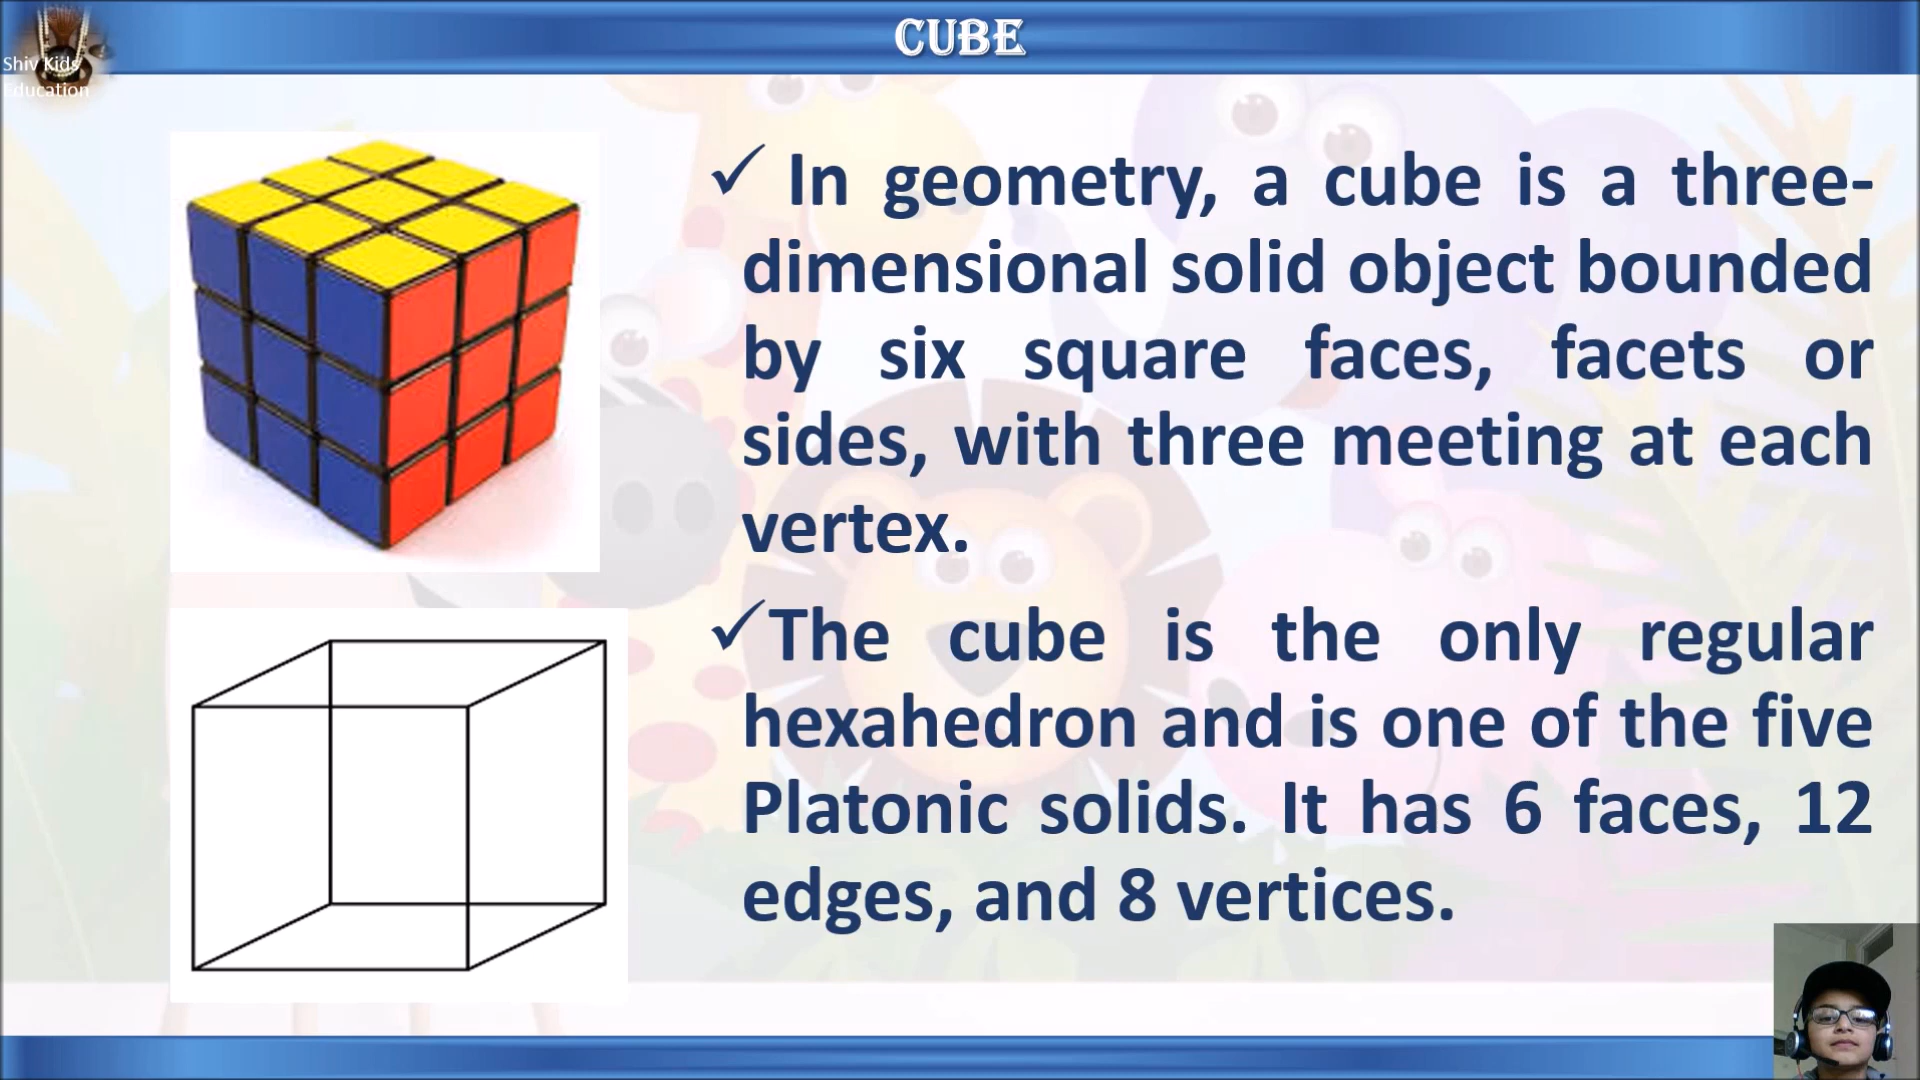 CUBE
Shiv Kids
Education
✓ In geometry, a cube is a three-
dimensional solid object bounded
by six square faces, facets or
sides, with three meeting at each
vertex.
✓The cube is the only regular
hexahedron and is one of the five
Platonic solids. It has 6 faces, 12
edges, and 8 vertices.